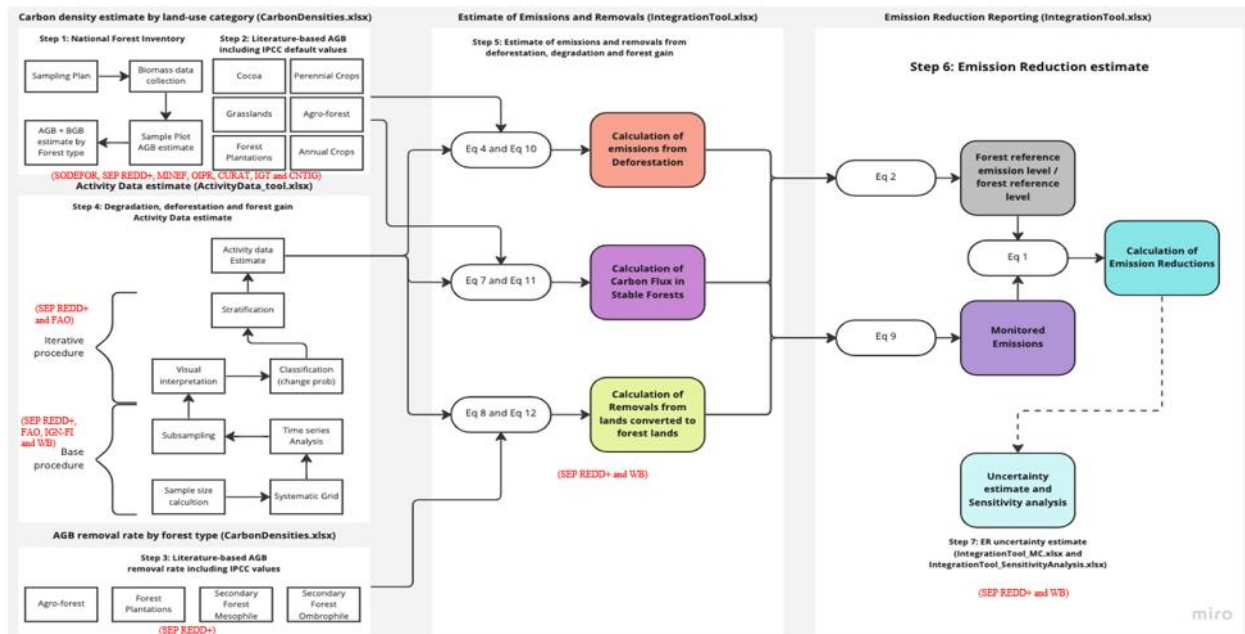 Carbon density estimate by land-use category (CarbonDensities.xlsx)
Step 1: National Forest Inventory
Sampling Plan
Biomass data
collection
AGB + BGB
estimate by
Forest type
Sample Plot
AGB estimate
Step 2: Literature-based AGB
including IPCC default values
Cocoa
Perennial Crops
Grasslands
Agro-forest
Forest
Plantations
Annual Crops
(SODEFOR, SEP REDD+, MINEF, OIPR, CURAT, IGT and CNTIG)
Activity Data estimate (ActivityData_tool.xlsx)
Step 4: Degradation, deforestation and forest gain
Activity Data estimate
Activity data
Estimate
Stratification
(SEP REDD+
and FAO)
Iterative
procedure
Visual
interpretation
Classification
(change prob)
(SEP REDD+,
FAO, IGN-FI
and WB)
Base
procedure
Subsampling
Time series
Analysis
Sample size
calcultion
Systematic Grid
AGB removal rate by forest type (CarbonDensities.xlsx)
Step 3: Literature-based AGB
removal rate including IPCC values
Agro-forest
Forest
Plantations
Secondary
Forest
Mesophile
Secondary
Forest
Ombrophile
(SEP REDD+)
Estimate of Emissions and Removals (IntegrationTool.xlsx)
Step 5: Estimate of emissions and removals from
deforestation, degradation and forest gain
Eq 4 and Eq 10
Calculation of
emissions from
Deforestation
Eq 7 and Eq 11
Calculation of
Carbon Flux in
Stable Forests
Eq 8 and Eq 12
Calculation of
Removals from
lands converted to
forest lands
(SEP REDD+ and WB)
Emission Reduction Reporting (IntegrationTool.xlsx)
Step 6: Emission Reduction estimate
Eq 2
Forest reference
emission level /
forest reference
level
Eq 1
Calculation of
Emission Reductions
Eq 9
Monitored
Emissions
Uncertainty
estimate and
Sensitivity analysis
Step 7: ER uncertainty estimate
(IntegrationTool_MC.xlsx and
IntegrationTool_SensitivityAnalysis.xlsx)
(SEP REDD+ and WB)
miro